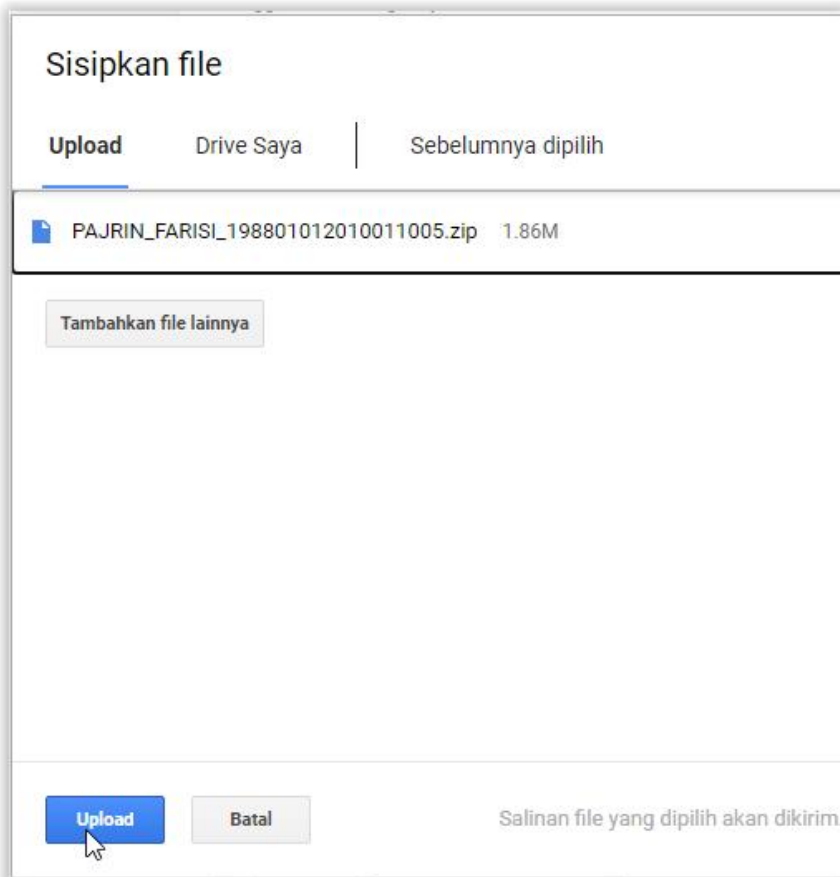 Sisipkan file
Upload Drive Saya Sebelumnya dipilih
PAJRIN_FARISI_198801012010011005.zip 1.86M
Tambahkan file lainnya
Upload Batal Salinan file yang dipilih akan dikirim